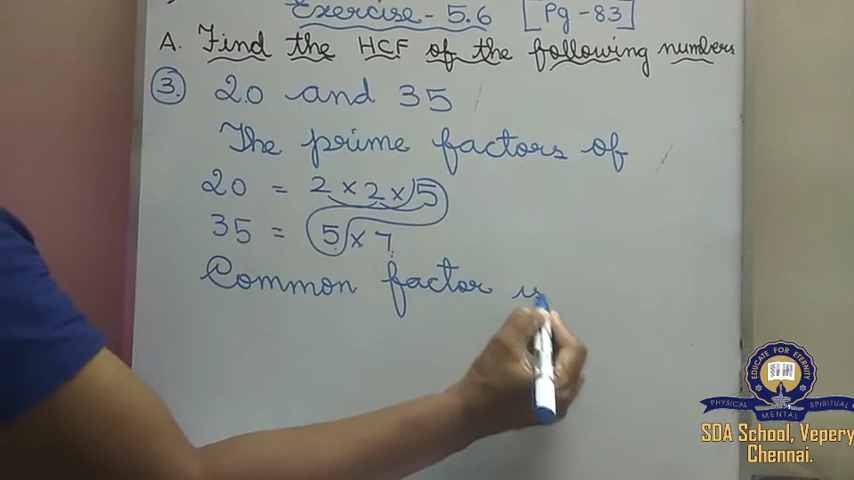 Exercise - 5.6 [Pg - 83]
A. Find the HCF of the following numbers
3. 20 and 35
The prime factors of
20 = 2 × 2 × 5
35 = 5 × 7
Common factor is
EDUCATE FOR ETERNITY
PHYSICAL MENTAL SPIRITUAL
SDA School, Vepery
Chennai.